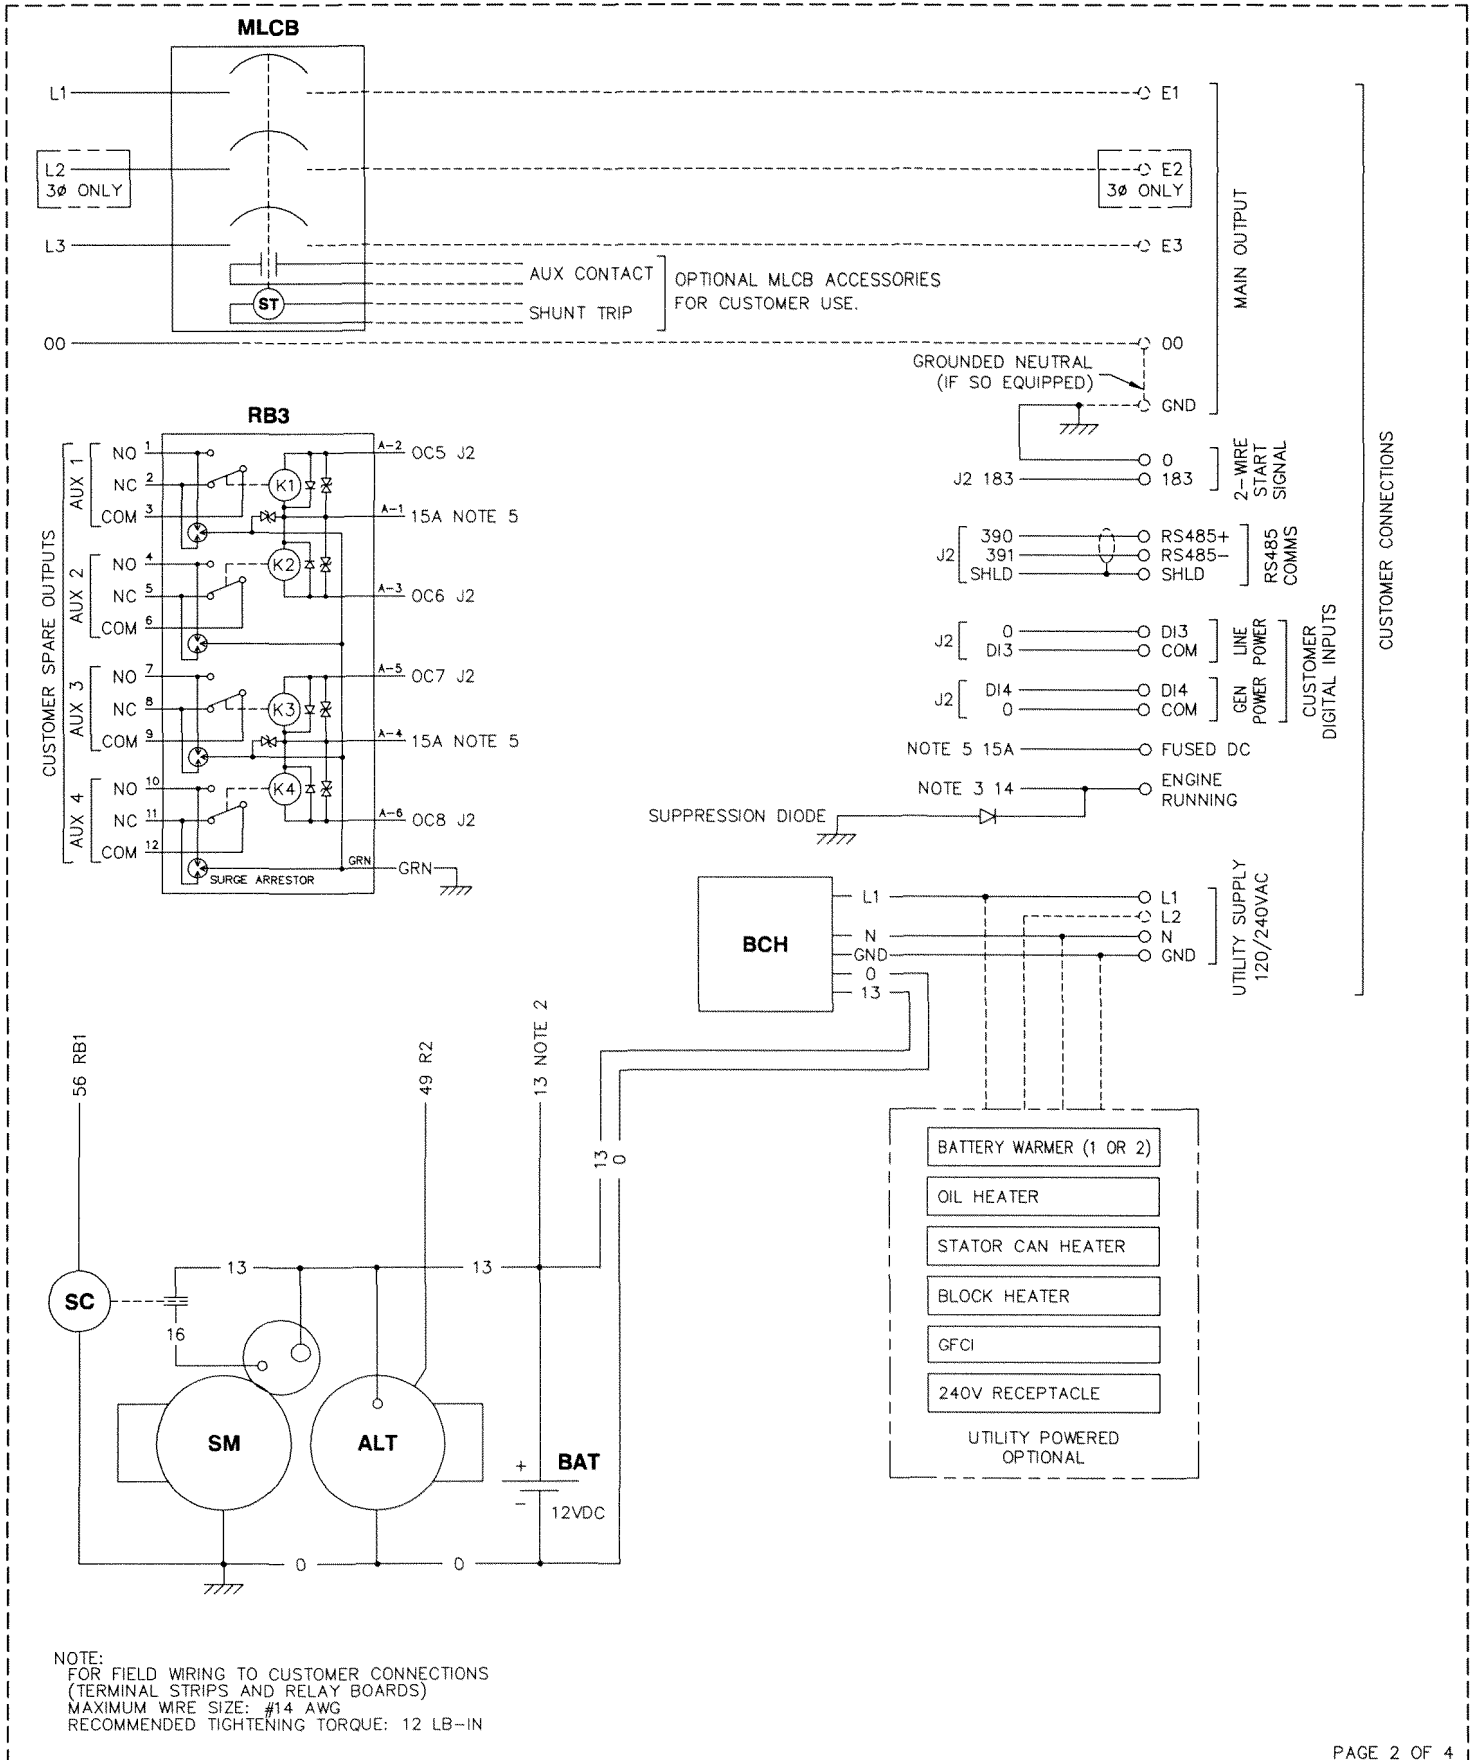 MLCB
L1
E1
L2
3Ø ONLY
E2
3Ø ONLY
L3
E3
MAIN OUTPUT
AUX CONTACT
SHUNT TRIP
ST
OPTIONAL MLCB ACCESSORIES
FOR CUSTOMER USE.
00
00
GROUNDED NEUTRAL
(IF SO EQUIPPED)
GND
RB3
CUSTOMER SPARE OUTPUTS
AUX 1
NO 1
NC 2
COM 3
K1
A-2 OC5 J2
A-1 15A NOTE 5
AUX 2
NO 4
NC 5
COM 6
K2
A-3 OC6 J2
AUX 3
NO 7
NC 8
COM 9
K3
A-5 OC7 J2
A-4 15A NOTE 5
AUX 4
NO 10
NC 11
COM 12
K4
A-6 OC8 J2
SURGE ARRESTOR
GRN
GRN
0
J2 183
183
2-WIRE
START
SIGNAL
J2
390
391
SHLD
RS485+
RS485-
SHLD
RS485
COMMS
J2
0
DI3
DI3
COM
LINE
POWER
J2
DI4
0
DI4
COM
GEN
POWER
CUSTOMER
DIGITAL INPUTS
CUSTOMER CONNECTIONS
NOTE 5 15A
FUSED DC
NOTE 3 14
ENGINE
RUNNING
SUPPRESSION DIODE
BCH
L1
N
GND
0
13
L1
L2
N
GND
UTILITY SUPPLY
120/240VAC
56 RB1
49 R2
13 NOTE 2
13
0
BATTERY WARMER (1 OR 2)
OIL HEATER
STATOR CAN HEATER
BLOCK HEATER
GFCI
240V RECEPTACLE
UTILITY POWERED
OPTIONAL
SC
13
13
16
SM
ALT
+
BAT
-
12VDC
0
0
NOTE:
FOR FIELD WIRING TO CUSTOMER CONNECTIONS
(TERMINAL STRIPS AND RELAY BOARDS)
MAXIMUM WIRE SIZE: #14 AWG
RECOMMENDED TIGHTENING TORQUE: 12 LB-IN
PAGE 2 OF 4